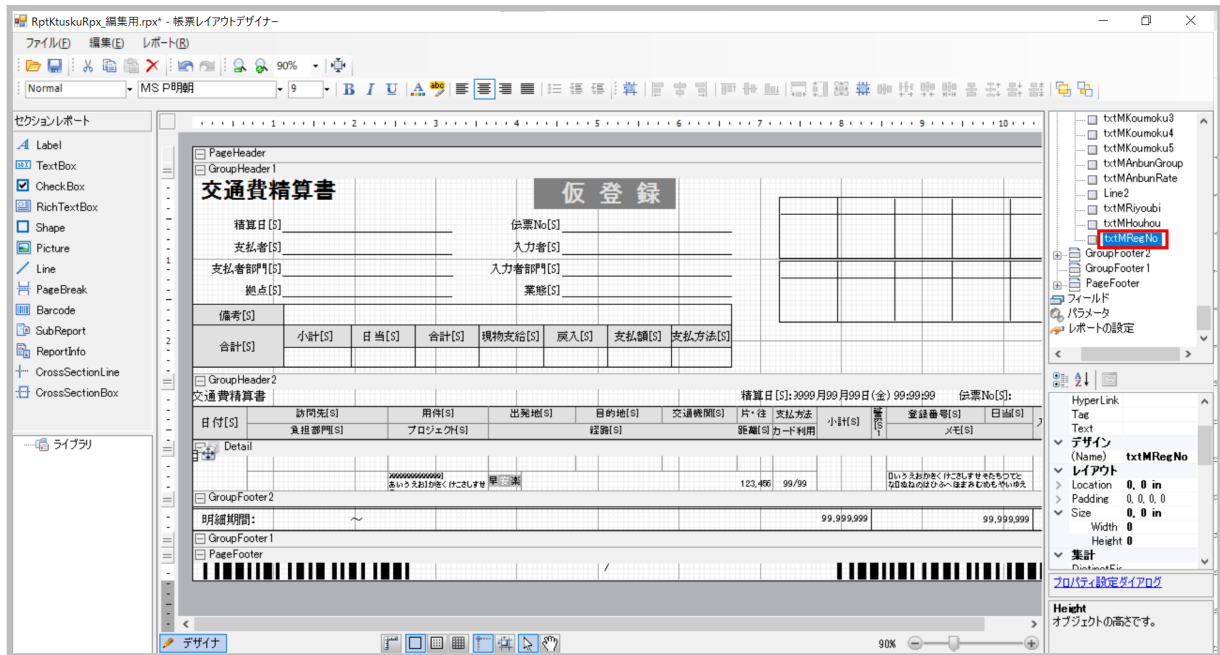 RptKtuskuRpx_編集用.rpx* - 帳票レイアウトデザイナー
ファイル(F) 編集(E) レポート(R)
90%
Normal MS P明朝 9 B I U A
セクションレポート
Label
TextBox
CheckBox
RichTextBox
Shape
Picture
Line
PageBreak
Barcode
SubReport
ReportInfo
CrossSectionLine
CrossSectionBox
ライブラリ
1 2 3 4 5 6 7 8 9 10
PageHeader
GroupHeader1
交通費精算書 仮 登 録
精算日[S] 伝票No[S]
支払者[S] 入力者[S]
支払者部門[S] 入力者部門[S]
拠点[S] 業態[S]
備考[S]
合計[S] 小計[S] 日当[S] 合計[S] 現物支給[S] 戻入[S] 支払額[S] 支払方法[S]
GroupHeader2
交通費精算書 精算日[S]:9999月99月99日(金) 99:99:99 伝票No[S]:
日付[S] 訪問先[S] 用件[S] 出発地[S] 目的地[S] 交通機関[S] 片・往 支払方法 小計[S] 登録番号[S] 日当[S]
負担部門[S] プロジェクト[S] 経路[S] 距離[S] カード利用 メモ[S]
Detail
早 楽 123,456 99/99
GroupFooter2
明細期間: ～ 99,999,999 99,999,999
GroupFooter1
PageFooter
/
デザイナ
90%
txtMKoumoku3
txtMKoumoku4
txtMKoumoku5
txtMAnbunGroup
txtMAnbunRate
Line2
txtMRiyoubi
txtMHouhou
txtMRegNo
GroupFooter2
GroupFooter1
PageFooter
フィールド
パラメータ
レポートの設定
HyperLink
Tag
Text
デザイン
(Name) txtMRegNo
レイアウト
Location 0, 0 in
Padding 0, 0, 0, 0
Size 0, 0 in
Width 0
Height 0
集計
プロパティ設定ダイアログ
Height
オブジェクトの高さです。